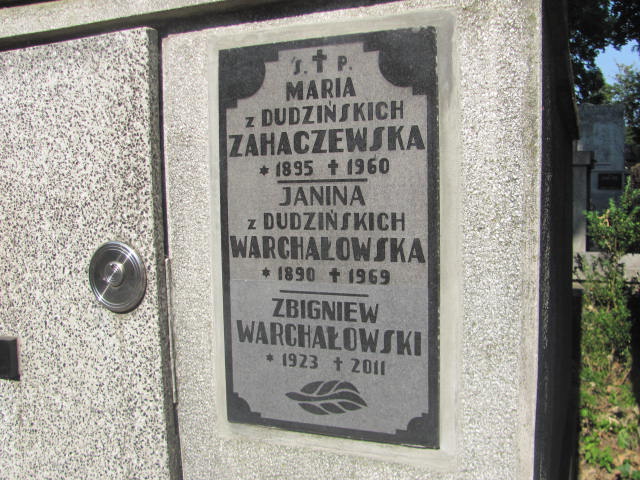 Ś. † P.
MARIA
z DUDZIŃSKICH
ZAHACZEWSKA
* 1895 † 1960
JANINA
z DUDZIŃSKICH
WARCHAŁOWSKA
* 1890 † 1969
ZBIGNIEW
WARCHAŁOWSKI
* 1923 † 2011